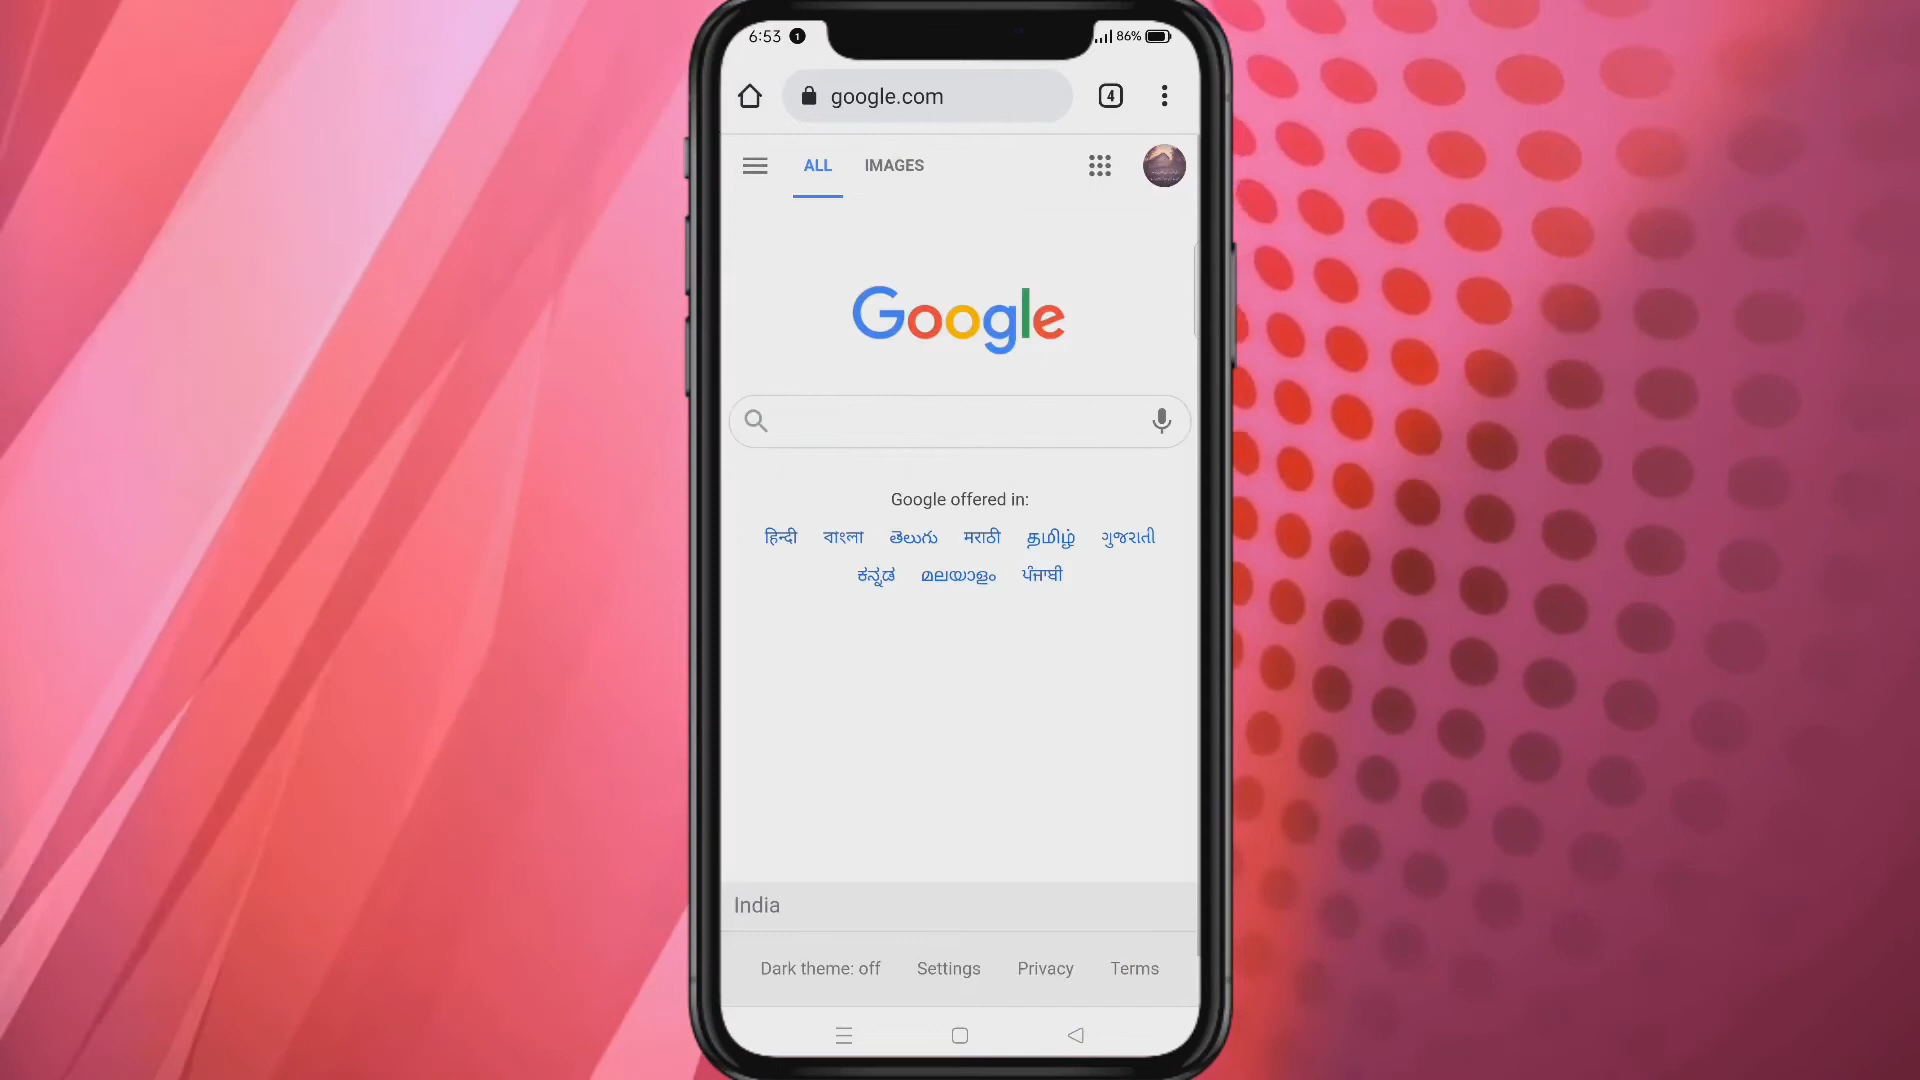 6:53 1 86%
google.com 4
ALL IMAGES
Google
Google offered in:
हिन्दी বাংলা తెలుగు मराठी தமிழ் ગુજરાતી
ಕನ್ನಡ മലയാളം ਪੰਜਾਬੀ
India
Dark theme: off Settings Privacy Terms